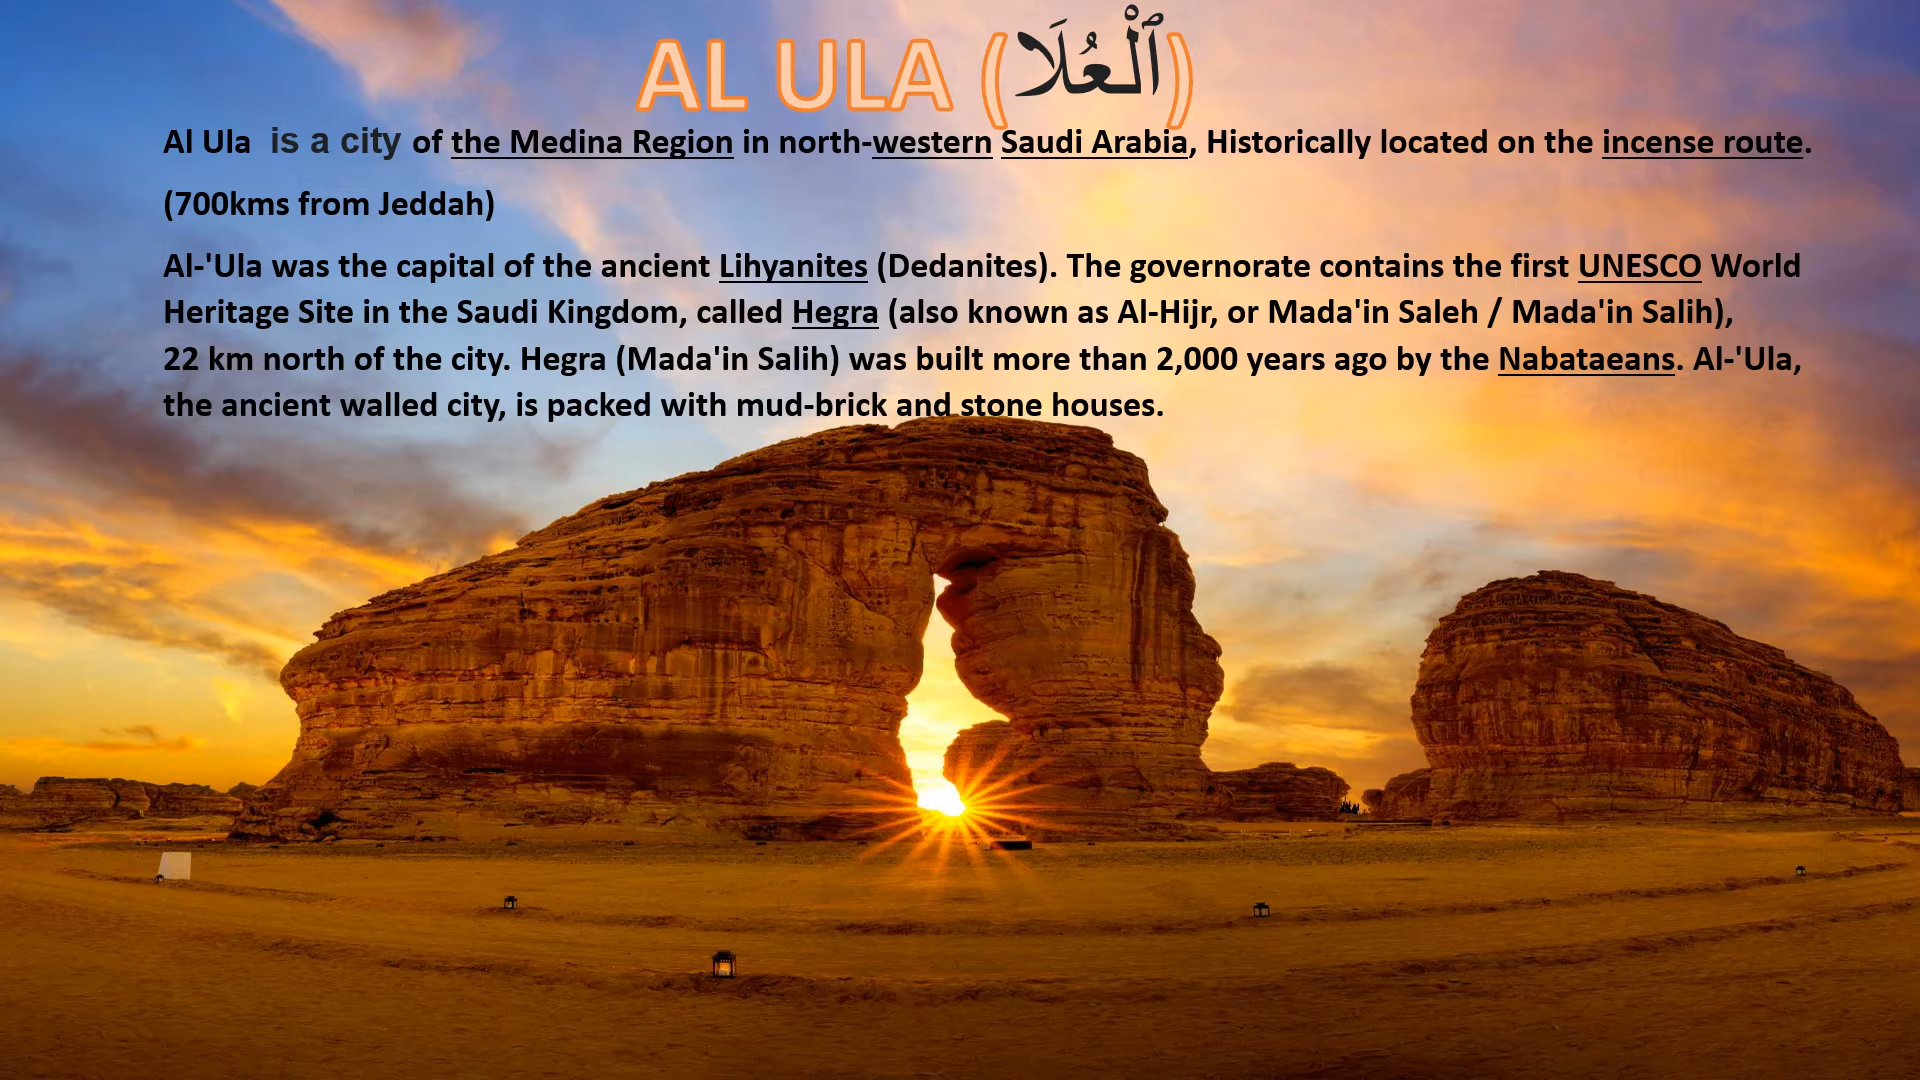 AL ULA (ٱلْعُلَا)
Al Ula is a city of the Medina Region in north-western Saudi Arabia, Historically located on the incense route.
(700kms from Jeddah)
Al-'Ula was the capital of the ancient Lihyanites (Dedanites). The governorate contains the first UNESCO World
Heritage Site in the Saudi Kingdom, called Hegra (also known as Al-Hijr, or Mada'in Saleh / Mada'in Salih),
22 km north of the city. Hegra (Mada'in Salih) was built more than 2,000 years ago by the Nabataeans. Al-'Ula,
the ancient walled city, is packed with mud-brick and stone houses.